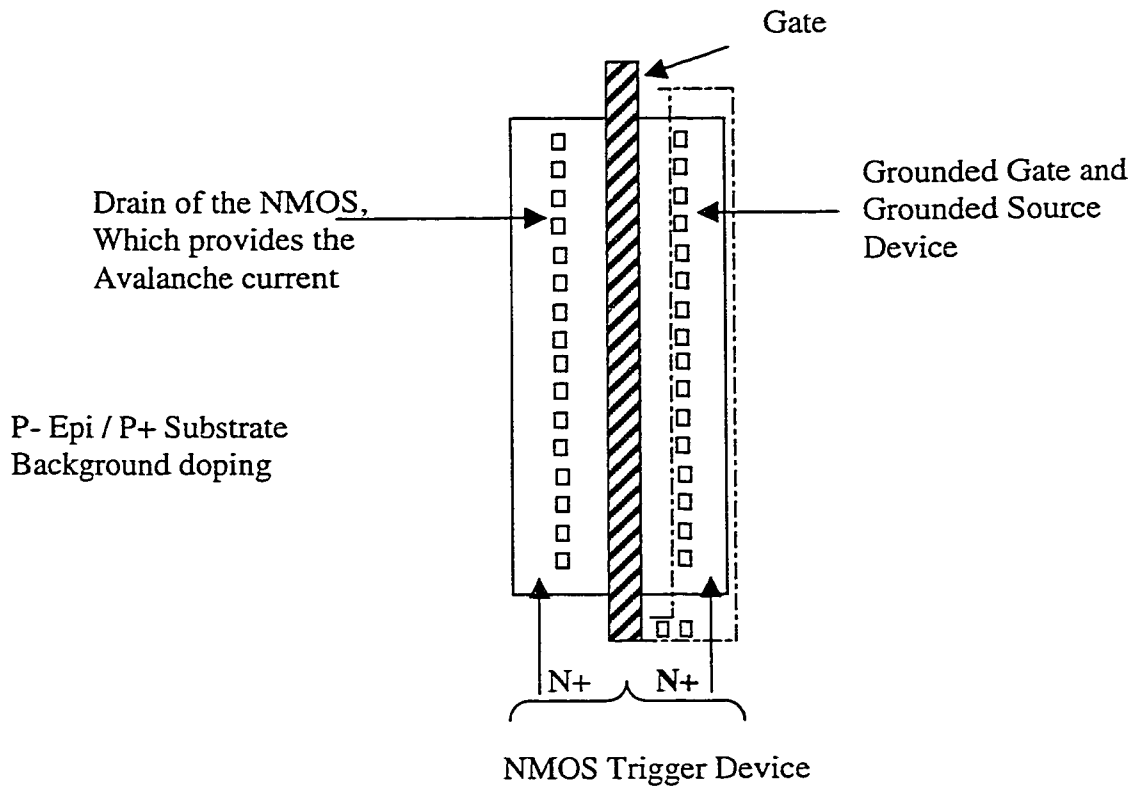 Gate
Drain of the NMOS,
Which provides the
Avalanche current
Grounded Gate and
Grounded Source
Device
P- Epi / P+ Substrate
Background doping
N+
N+
NMOS Trigger Device